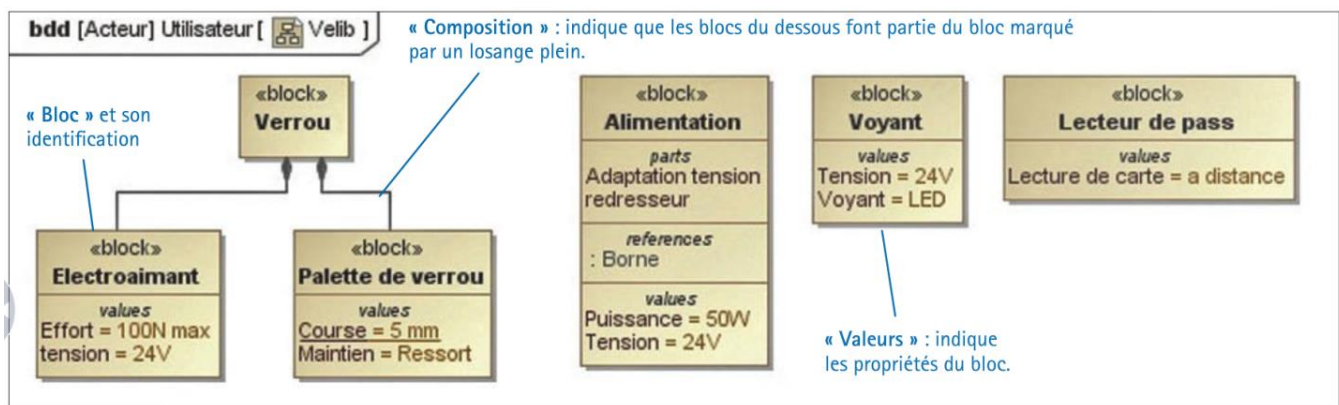 bdd [Acteur] Utilisateur [ Velib ]
« Composition » : indique que les blocs du dessous font partie du bloc marqué
par un losange plein.
« Bloc » et son
identification
«block»
Verrou
«block»
Electroaimant
values
Effort = 100N max
tension = 24V
«block»
Palette de verrou
values
Course = 5 mm
Maintien = Ressort
«block»
Alimentation
parts
Adaptation tension
redresseur
references
: Borne
values
Puissance = 50W
Tension = 24V
«block»
Voyant
values
Tension = 24V
Voyant = LED
« Valeurs » : indique
les propriétés du bloc.
«block»
Lecteur de pass
values
Lecture de carte = a distance